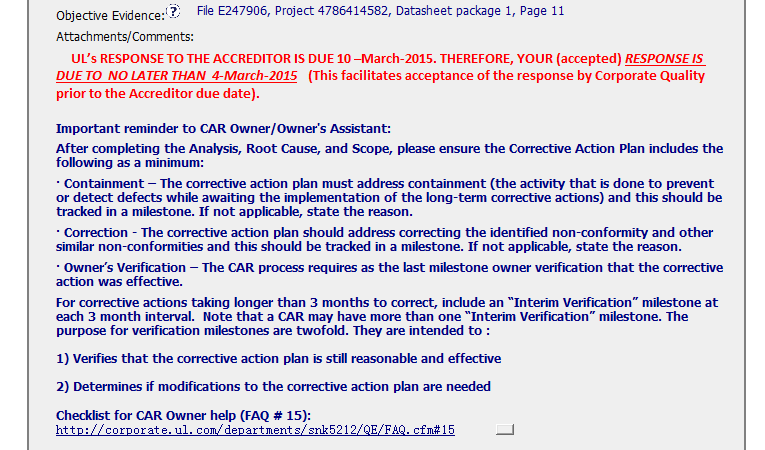 Objective Evidence: ? File E247906, Project 4786414582, Datasheet package 1, Page 11
Attachments/Comments:
UL's RESPONSE TO THE ACCREDITOR IS DUE 10 –March-2015. THEREFORE, YOUR (accepted) RESPONSE IS
DUE TO NO LATER THAN 4-March-2015 (This facilitates acceptance of the response by Corporate Quality
prior to the Accreditor due date).
Important reminder to CAR Owner/Owner's Assistant:
After completing the Analysis, Root Cause, and Scope, please ensure the Corrective Action Plan includes the
following as a minimum:
· Containment – The corrective action plan must address containment (the activity that is done to prevent
or detect defects while awaiting the implementation of the long-term corrective actions) and this should be
tracked in a milestone. If not applicable, state the reason.
· Correction - The corrective action plan should address correcting the identified non-conformity and other
similar non-conformities and this should be tracked in a milestone. If not applicable, state the reason.
· Owner’s Verification – The CAR process requires as the last milestone owner verification that the corrective
action was effective.
For corrective actions taking longer than 3 months to correct, include an “Interim Verification” milestone at
each 3 month interval. Note that a CAR may have more than one “Interim Verification” milestone. The
purpose for verification milestones are twofold. They are intended to :
1) Verifies that the corrective action plan is still reasonable and effective
2) Determines if modifications to the corrective action plan are needed
Checklist for CAR Owner help (FAQ # 15):
http://corporate.ul.com/departments/snk5212/QE/FAQ.cfm#15